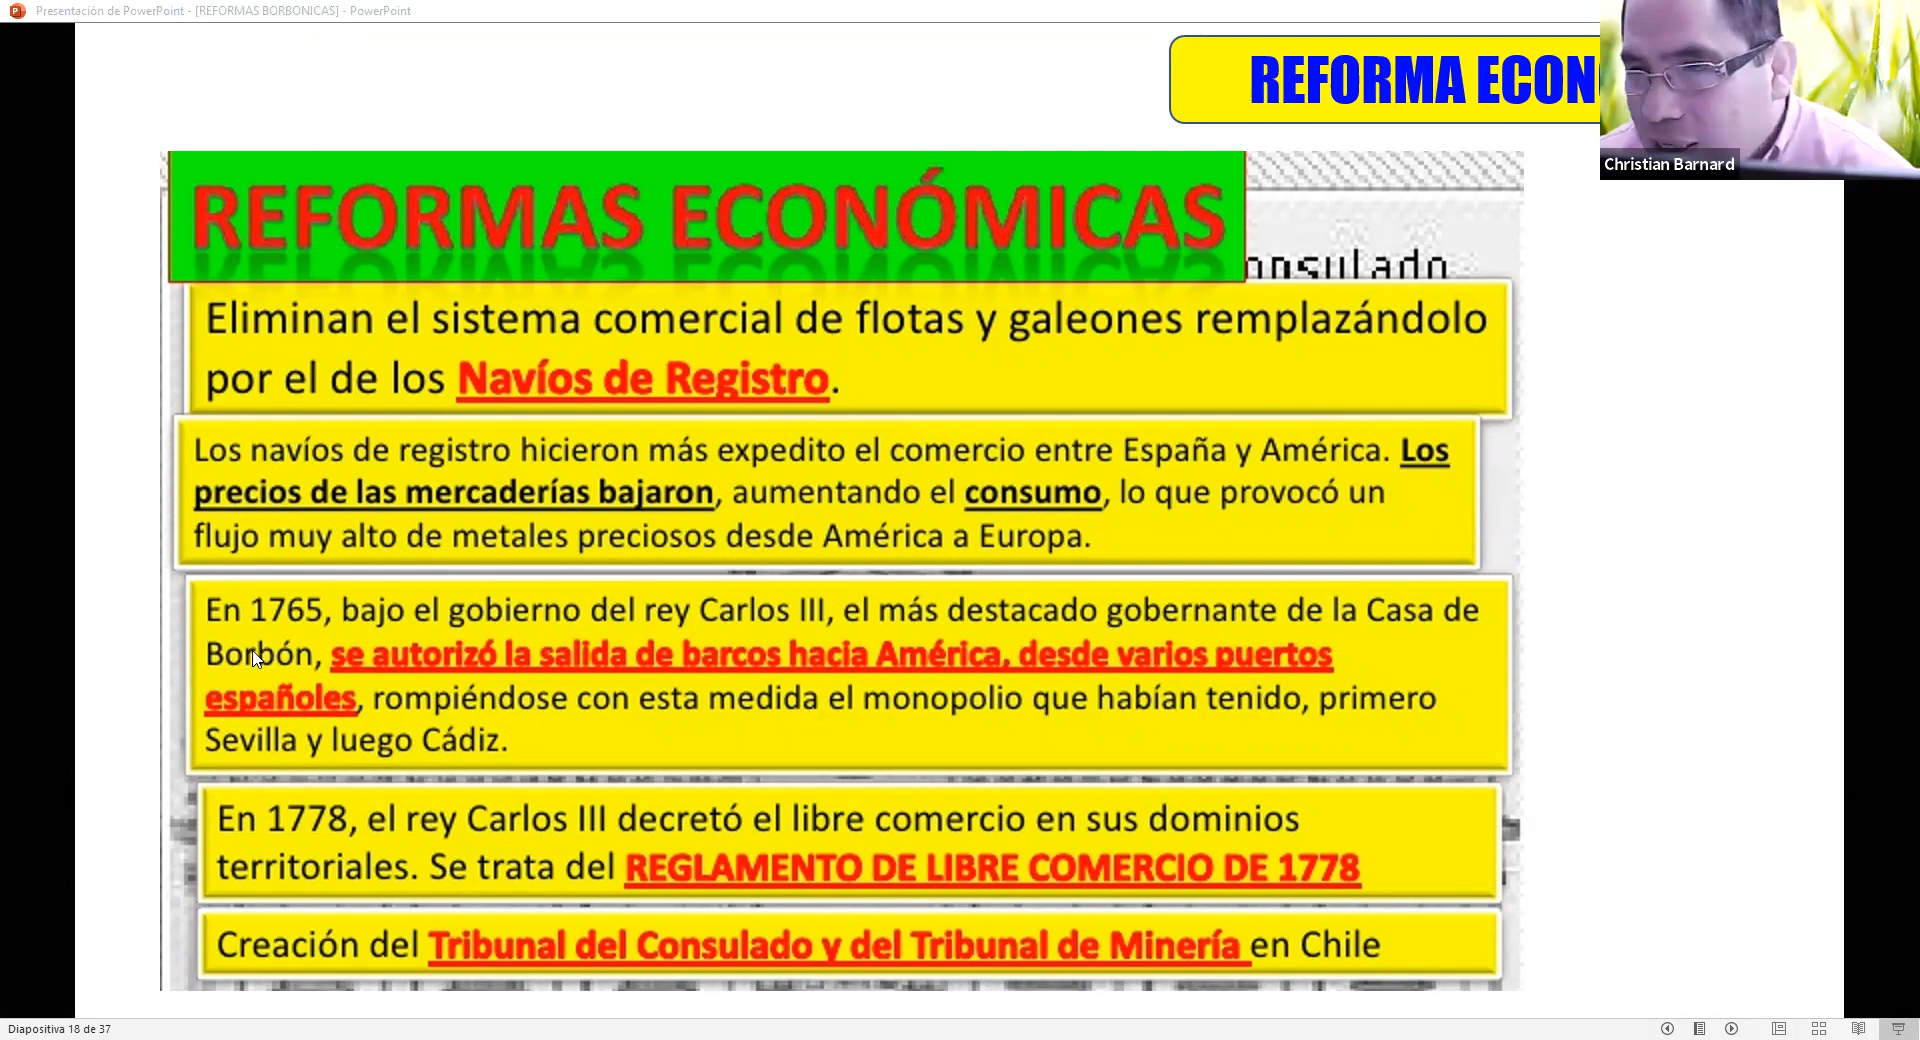 Presentación de PowerPoint - [REFORMAS BORBONICAS] - PowerPoint
REFORMA ECON
Christian Barnard
REFORMAS ECONÓMICAS
onsulado
Eliminan el sistema comercial de flotas y galeones remplazándolo
por el de los Navíos de Registro.
Los navíos de registro hicieron más expedito el comercio entre España y América. Los
precios de las mercaderías bajaron, aumentando el consumo, lo que provocó un
flujo muy alto de metales preciosos desde América a Europa.
En 1765, bajo el gobierno del rey Carlos III, el más destacado gobernante de la Casa de
Borbón, se autorizó la salida de barcos hacia América, desde varios puertos
españoles, rompiéndose con esta medida el monopolio que habían tenido, primero
Sevilla y luego Cádiz.
En 1778, el rey Carlos III decretó el libre comercio en sus dominios
territoriales. Se trata del REGLAMENTO DE LIBRE COMERCIO DE 1778
Creación del Tribunal del Consulado y del Tribunal de Minería en Chile
Diapositiva 18 de 37